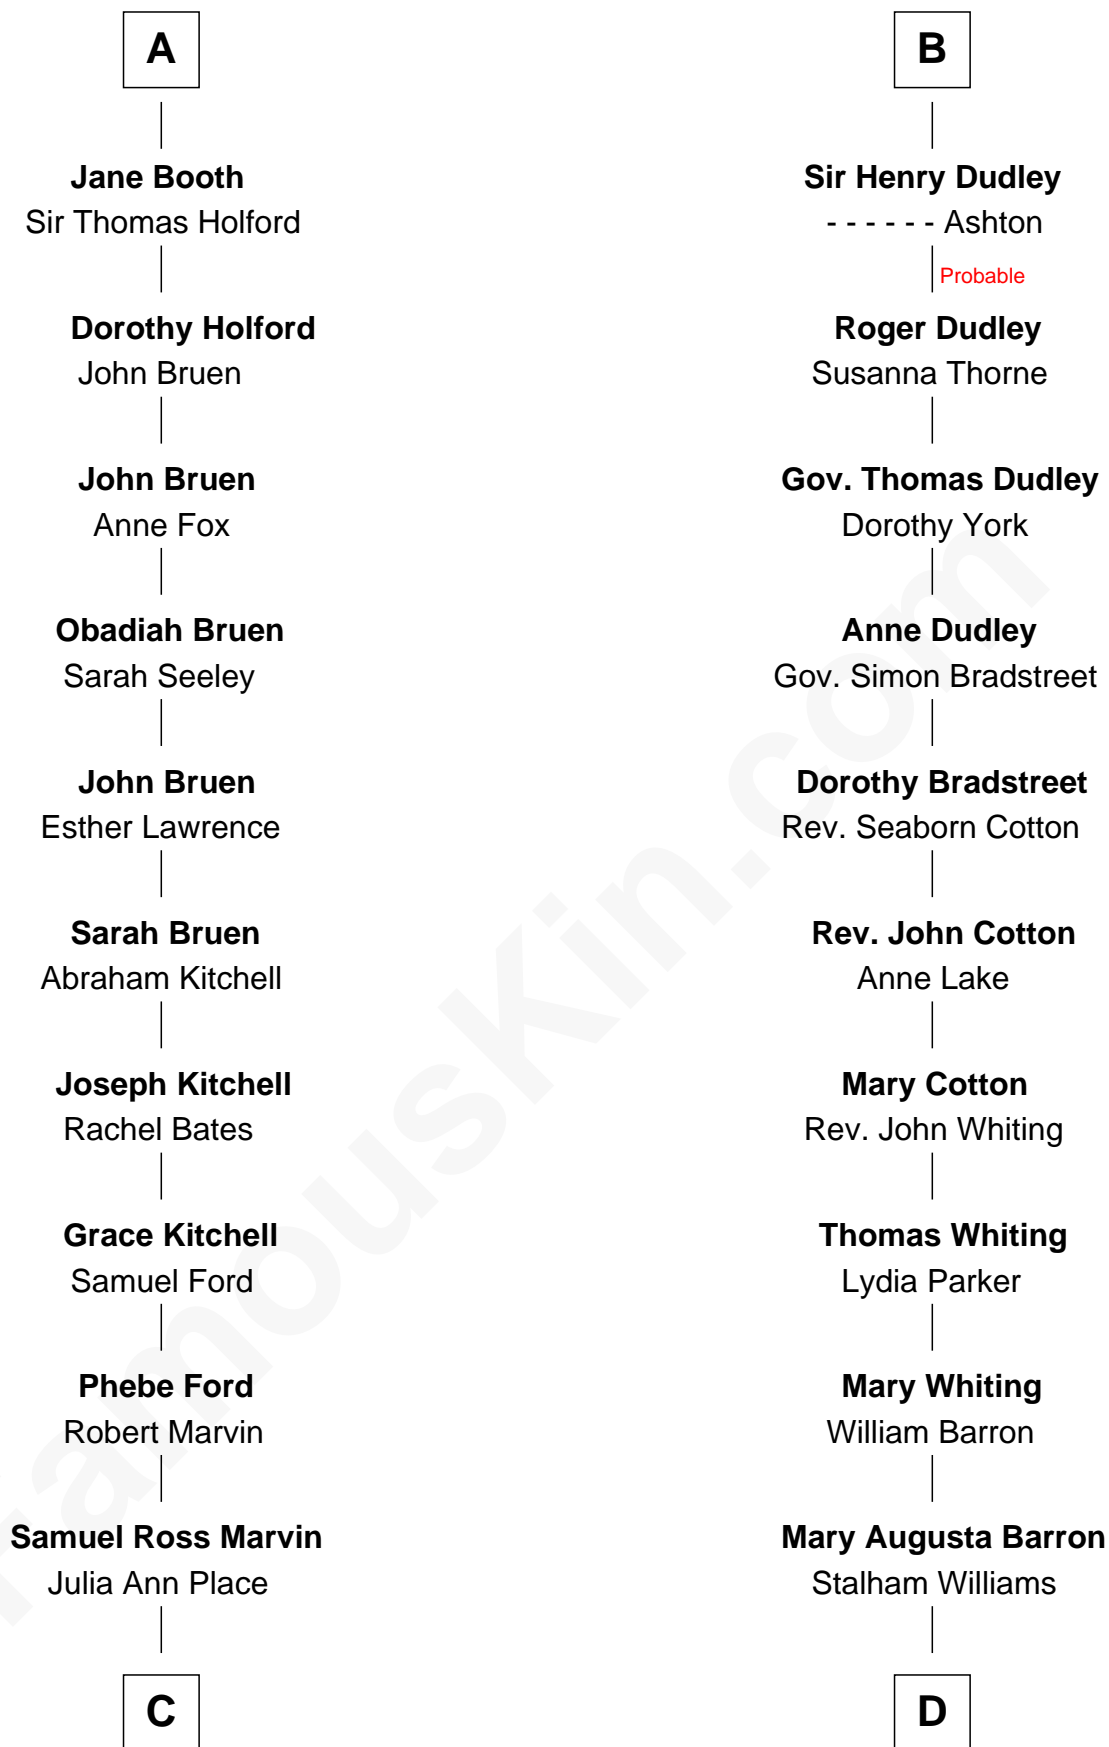 A
Jane Booth
Sir Thomas Holford
Dorothy Holford
John Bruen
John Bruen
Anne Fox
Obadiah Bruen
Sarah Seeley
John Bruen
Esther Lawrence
Sarah Bruen
Abraham Kitchell
Joseph Kitchell
Rachel Bates
Grace Kitchell
Samuel Ford
Phebe Ford
Robert Marvin
Samuel Ross Marvin
Julia Ann Place
C
B
Sir Henry Dudley
- - - - - - Ashton
Probable
Roger Dudley
Susanna Thorne
Gov. Thomas Dudley
Dorothy York
Anne Dudley
Gov. Simon Bradstreet
Dorothy Bradstreet
Rev. Seaborn Cotton
Rev. John Cotton
Anne Lake
Mary Cotton
Rev. John Whiting
Thomas Whiting
Lydia Parker
Mary Whiting
William Barron
Mary Augusta Barron
Stalham Williams
D
FamousKin.com